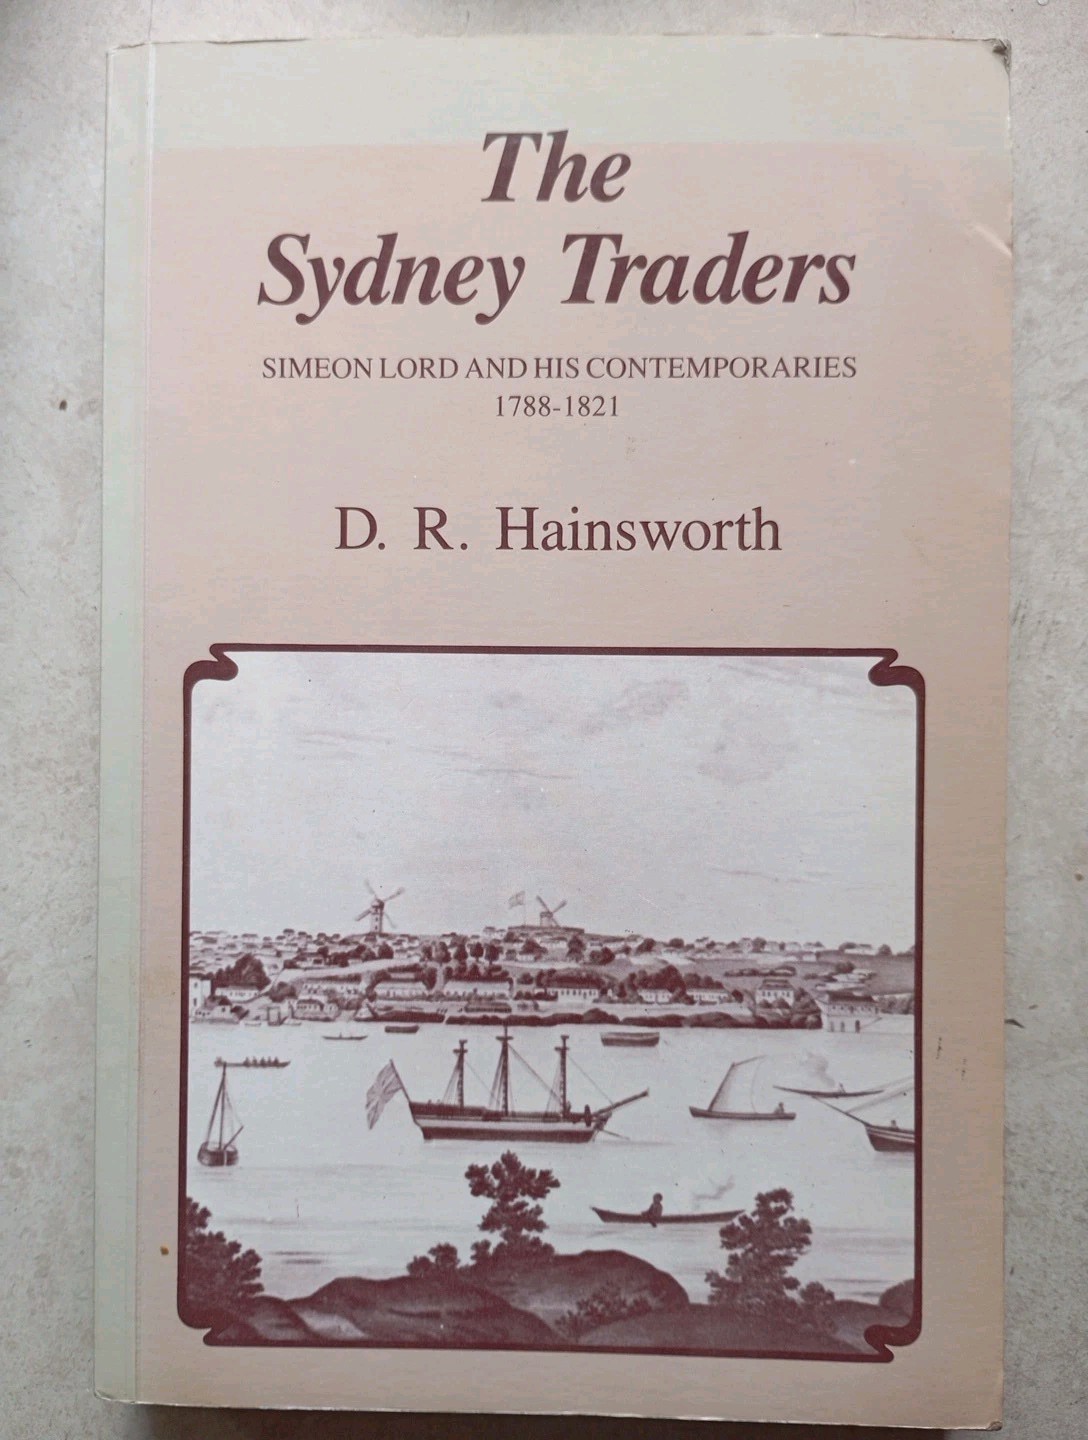 The
Sydney Traders
SIMEON LORD AND HIS CONTEMPORARIES
1788-1821
D. R. Hainsworth